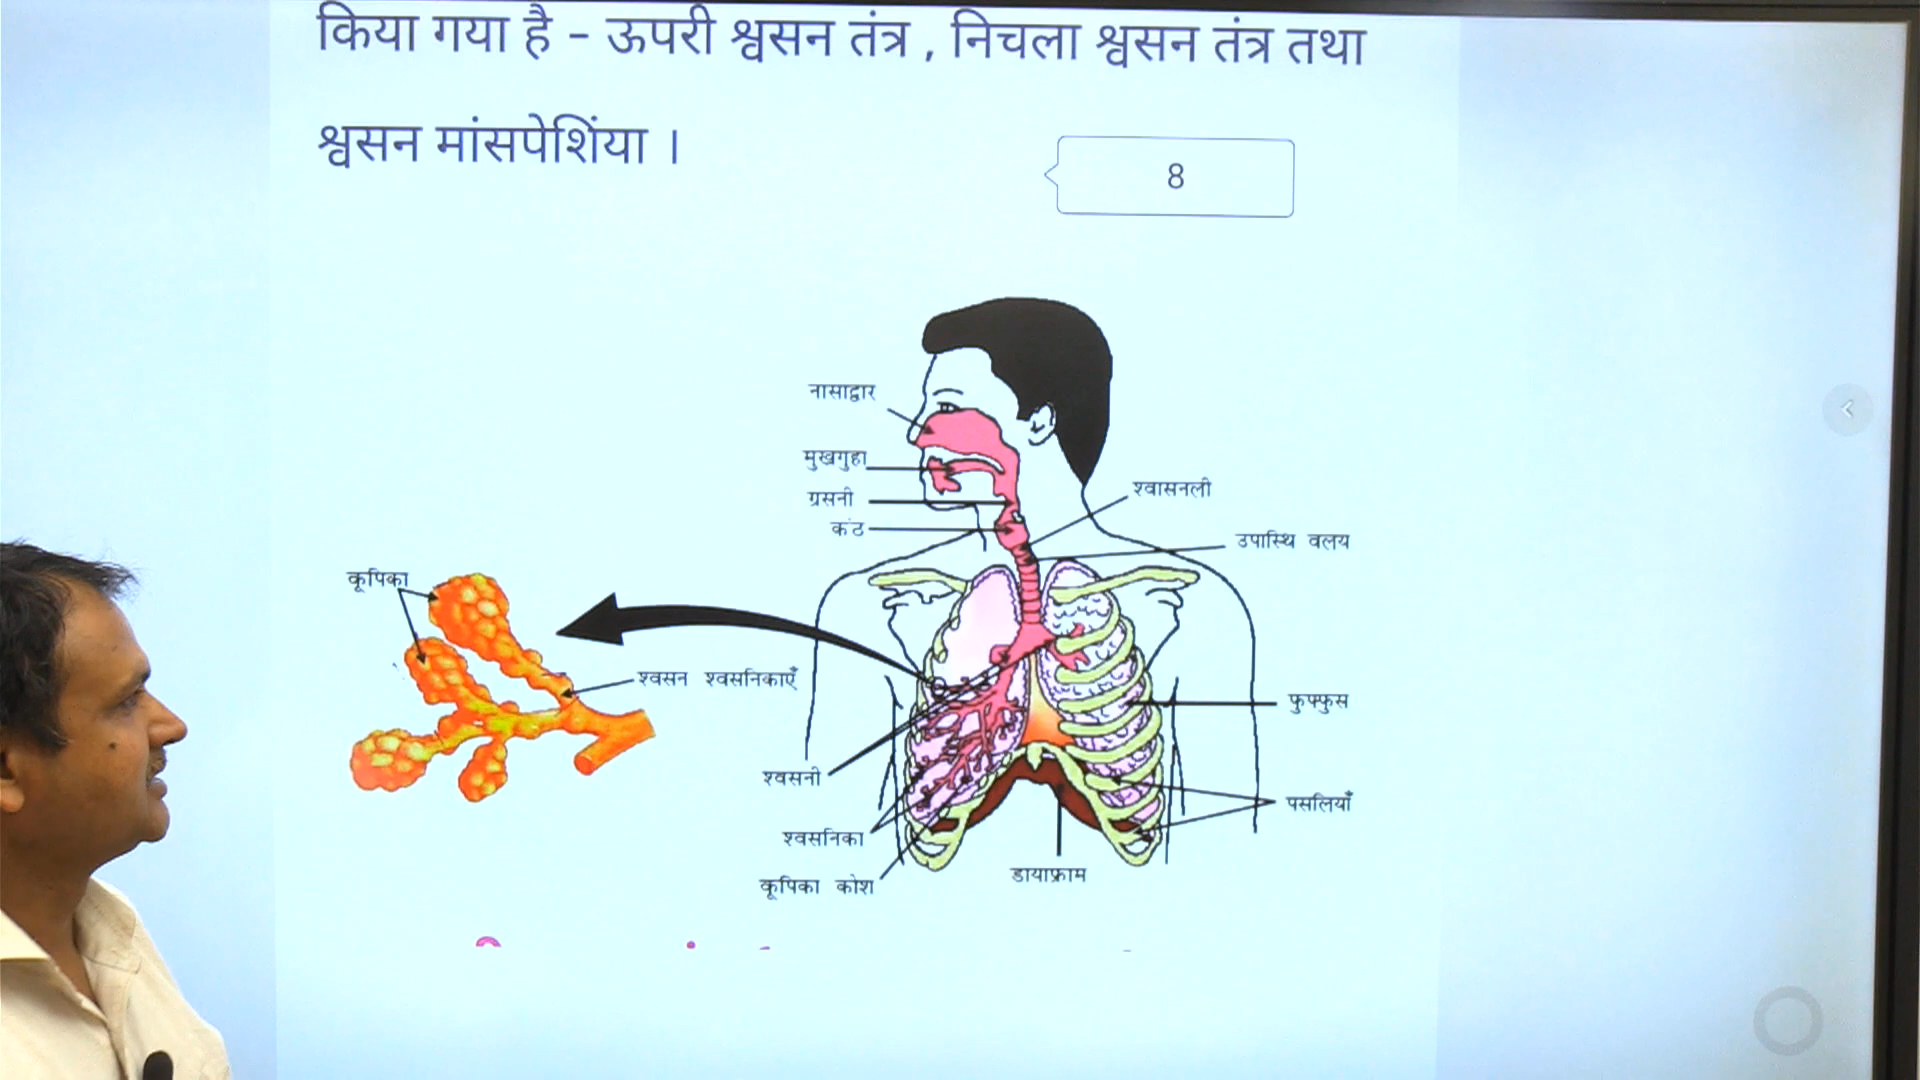 किया गया है – ऊपरी श्वसन तंत्र , निचला श्वसन तंत्र तथा
श्वसन मांसपेशिंया ।
8
नासाद्वार
मुखगुहा
ग्रसनी
कंठ
श्वासनली
उपास्थि वलय
कूपिका
श्वसन श्वसनिकाएँ
फुफ्फुस
श्वसनी
पसलियाँ
श्वसनिका
डायाफ्राम
कूपिका कोश